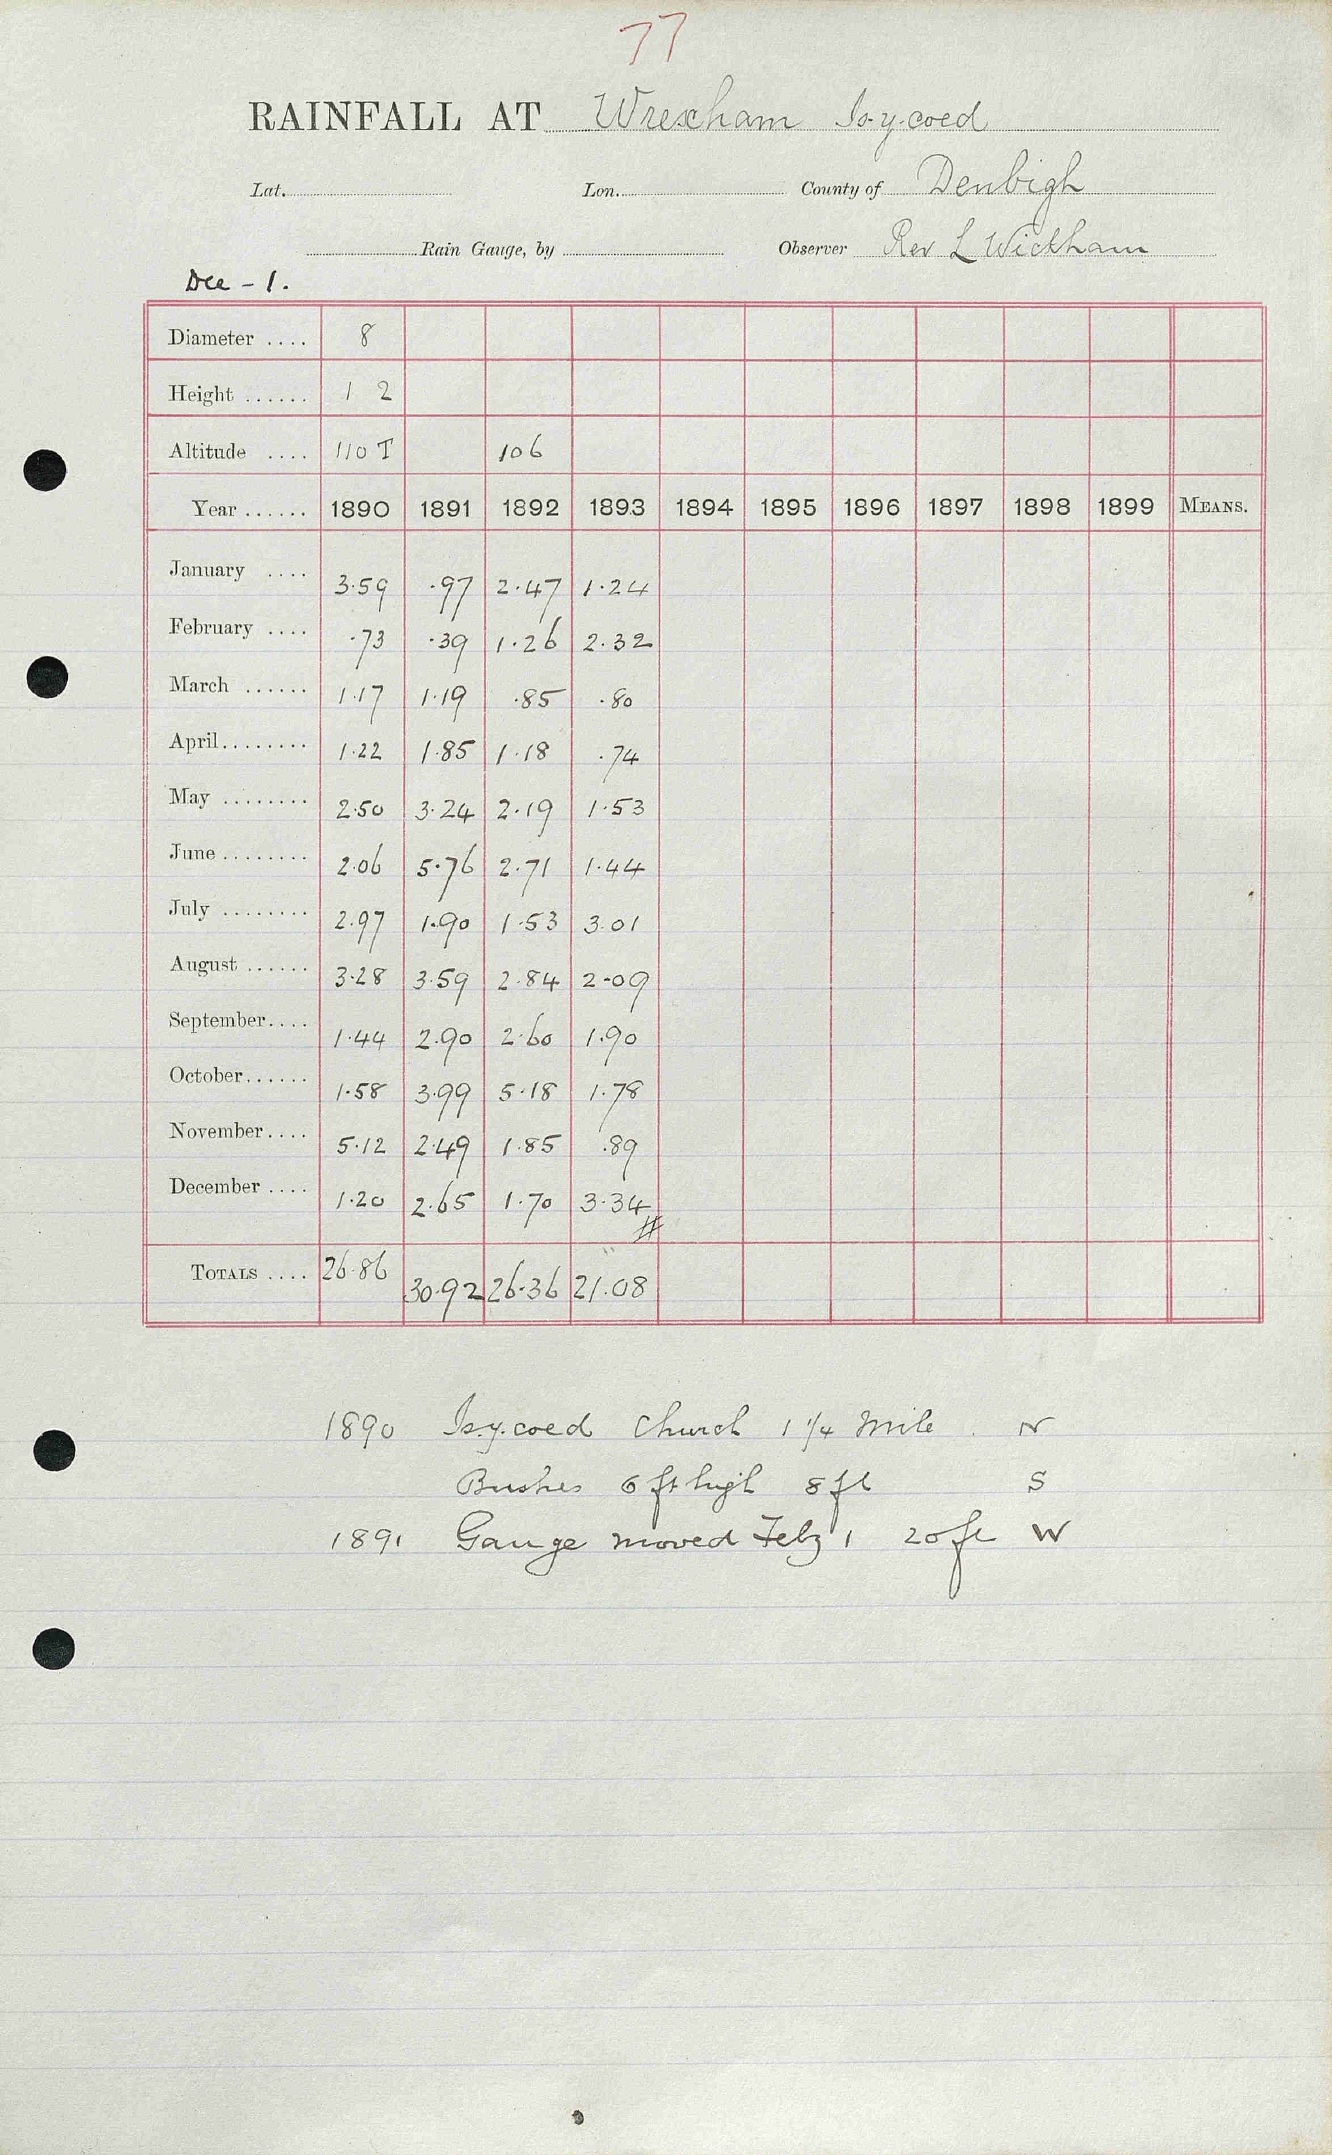 77
RAINFALL AT Wrexham Is-y-coed
Lat. Lon. County of Denbigh
Rain Gauge, by Observer Rev L Wickham
Dee - 1.
Diameter .... 8
Height ...... 1 2
Altitude .... 110 T 106
Year ...... 1890 1891 1892 1893 1894 1895 1896 1897 1898 1899 MEANS.
January .... 3.59 .97 2.47 1.24
February .... .73 .39 1.26 2.32
March ...... 1.17 1.19 .85 .80
April........ 1.22 1.85 1.18 .74
May ........ 2.50 3.24 2.19 1.53
June ........ 2.06 5.76 2.71 1.44
July ........ 2.97 1.90 1.53 3.01
August ...... 3.28 3.59 2.84 2.09
September.... 1.44 2.90 2.60 1.90
October...... 1.58 3.99 5.18 1.78
November.... 5.12 2.49 1.85 .89
December .... 1.20 2.65 1.70 3.34
#
TOTALS .... 26.86 30.92 26.36 21.08
1890 Is.y.coed Church 1 1/4 Mile N
Bushes 6 ft high 8 ft S
1891 Gauge moved Feby 1 20 ft W